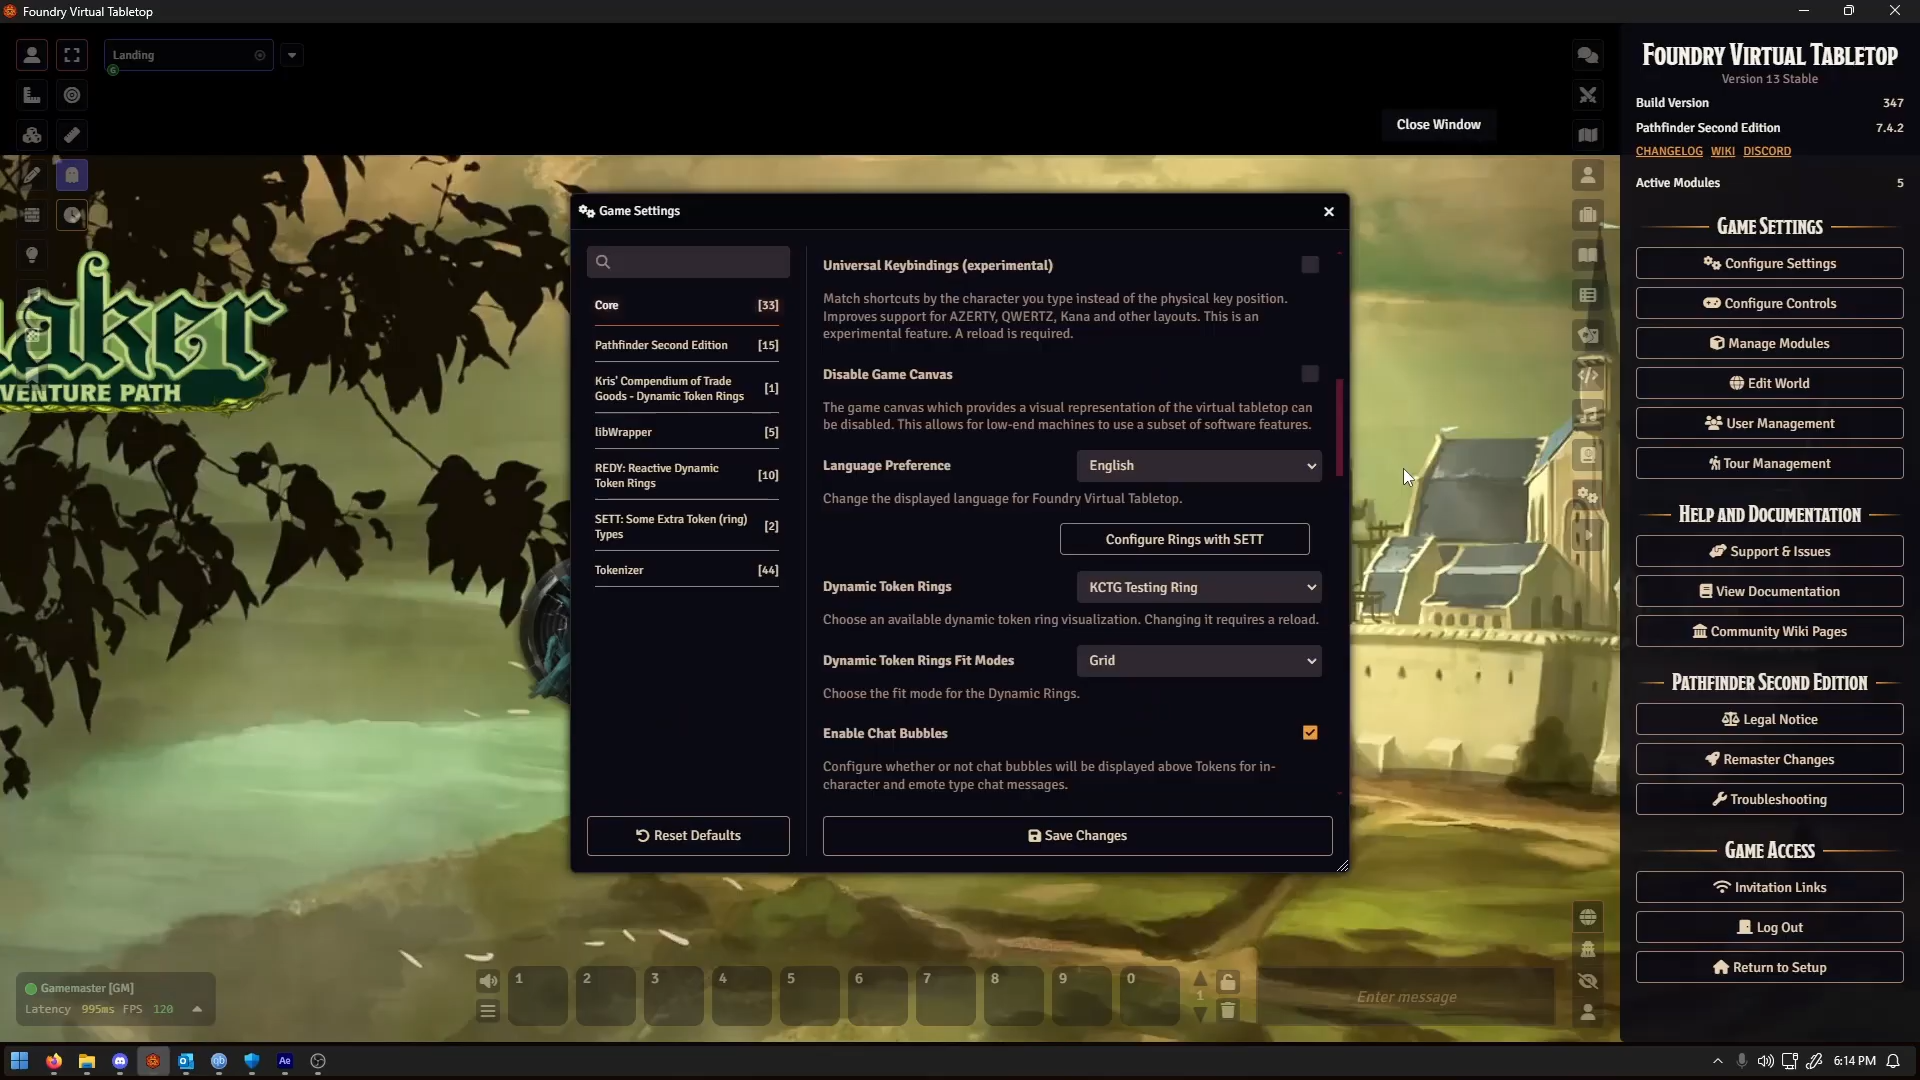 Foundry Virtual Tabletop
Landing
G
Close Window
FOUNDRY VIRTUAL TABLETOP
Version 13 Stable
Build Version 347
Pathfinder Second Edition 7.4.2
CHANGELOG WIKI DISCORD
Active Modules 5
GAME SETTINGS
Configure Settings
Configure Controls
Manage Modules
Edit World
User Management
Tour Management
HELP AND DOCUMENTATION
Support & Issues
View Documentation
Community Wiki Pages
PATHFINDER SECOND EDITION
Legal Notice
Remaster Changes
Troubleshooting
GAME ACCESS
Invitation Links
Log Out
Return to Setup
aker
VENTURE PATH
Game Settings
Core [33]
Pathfinder Second Edition [15]
Kris' Compendium of Trade
Goods - Dynamic Token Rings [1]
libWrapper [5]
REDY: Reactive Dynamic
Token Rings [10]
SETT: Some Extra Token (ring)
Types [2]
Tokenizer [44]
Reset Defaults
Universal Keybindings (experimental)
Match shortcuts by the character you type instead of the physical key position.
Improves support for AZERTY, QWERTZ, Kana and other layouts. This is an
experimental feature. A reload is required.
Disable Game Canvas
The game canvas which provides a visual representation of the virtual tabletop can
be disabled. This allows for low-end machines to use a subset of software features.
Language Preference English
Change the displayed language for Foundry Virtual Tabletop.
Configure Rings with SETT
Dynamic Token Rings KCTG Testing Ring
Choose an available dynamic token ring visualization. Changing it requires a reload.
Dynamic Token Rings Fit Modes Grid
Choose the fit mode for the Dynamic Rings.
Enable Chat Bubbles
Configure whether or not chat bubbles will be displayed above Tokens for in-
character and emote type chat messages.
Save Changes
Gamemaster [GM]
Latency 995ms FPS 120
1 2 3 4 5 6 7 8 9 0
1
Enter message
qb
Ae
6:14 PM